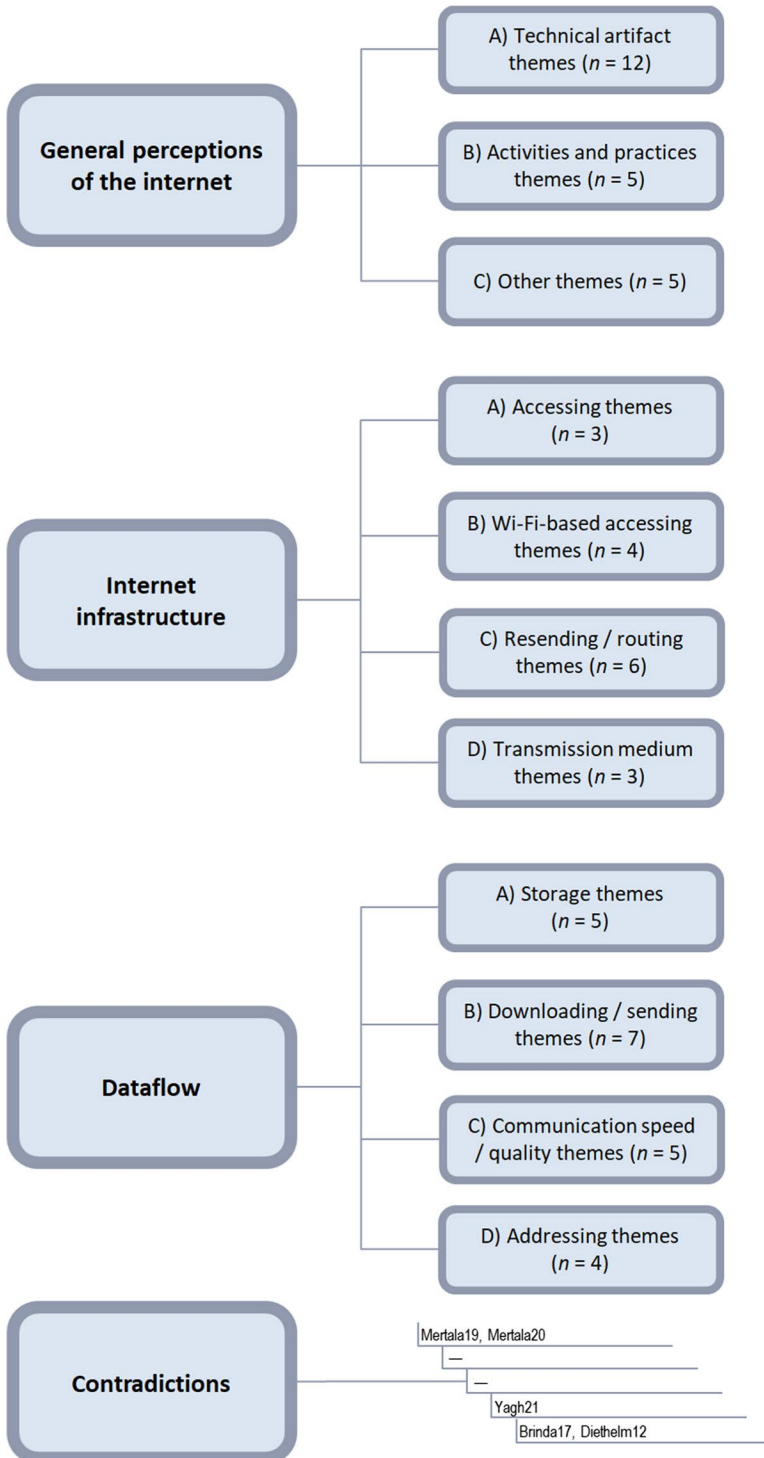 General perceptions
of the internet
A) Technical artifact
themes (n = 12)
B) Activities and practices
themes (n = 5)
C) Other themes (n = 5)
Internet
infrastructure
A) Accessing themes
(n = 3)
B) Wi-Fi-based accessing
themes (n = 4)
C) Resending / routing
themes (n = 6)
D) Transmission medium
themes (n = 3)
Dataflow
A) Storage themes
(n = 5)
B) Downloading / sending
themes (n = 7)
C) Communication speed
/ quality themes (n = 5)
D) Addressing themes
(n = 4)
Contradictions
Mertala19, Mertala20
—
—
Yagh21
Brinda17, Diethelm12